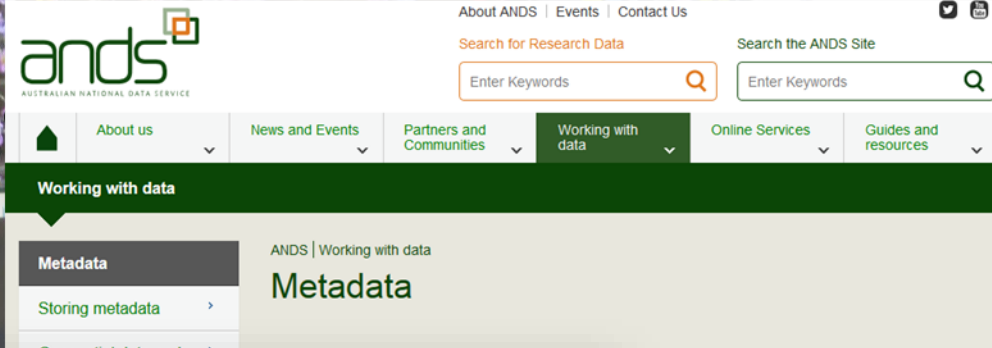 About ANDS | Events | Contact Us
ands
AUSTRALIAN NATIONAL DATA SERVICE
Search for Research Data
Search the ANDS Site
Enter Keywords
Enter Keywords
About us
News and Events
Partners and
Communities
Working with
data
Online Services
Guides and
resources
Working with data
Metadata
Storing metadata
ANDS | Working with data
Metadata